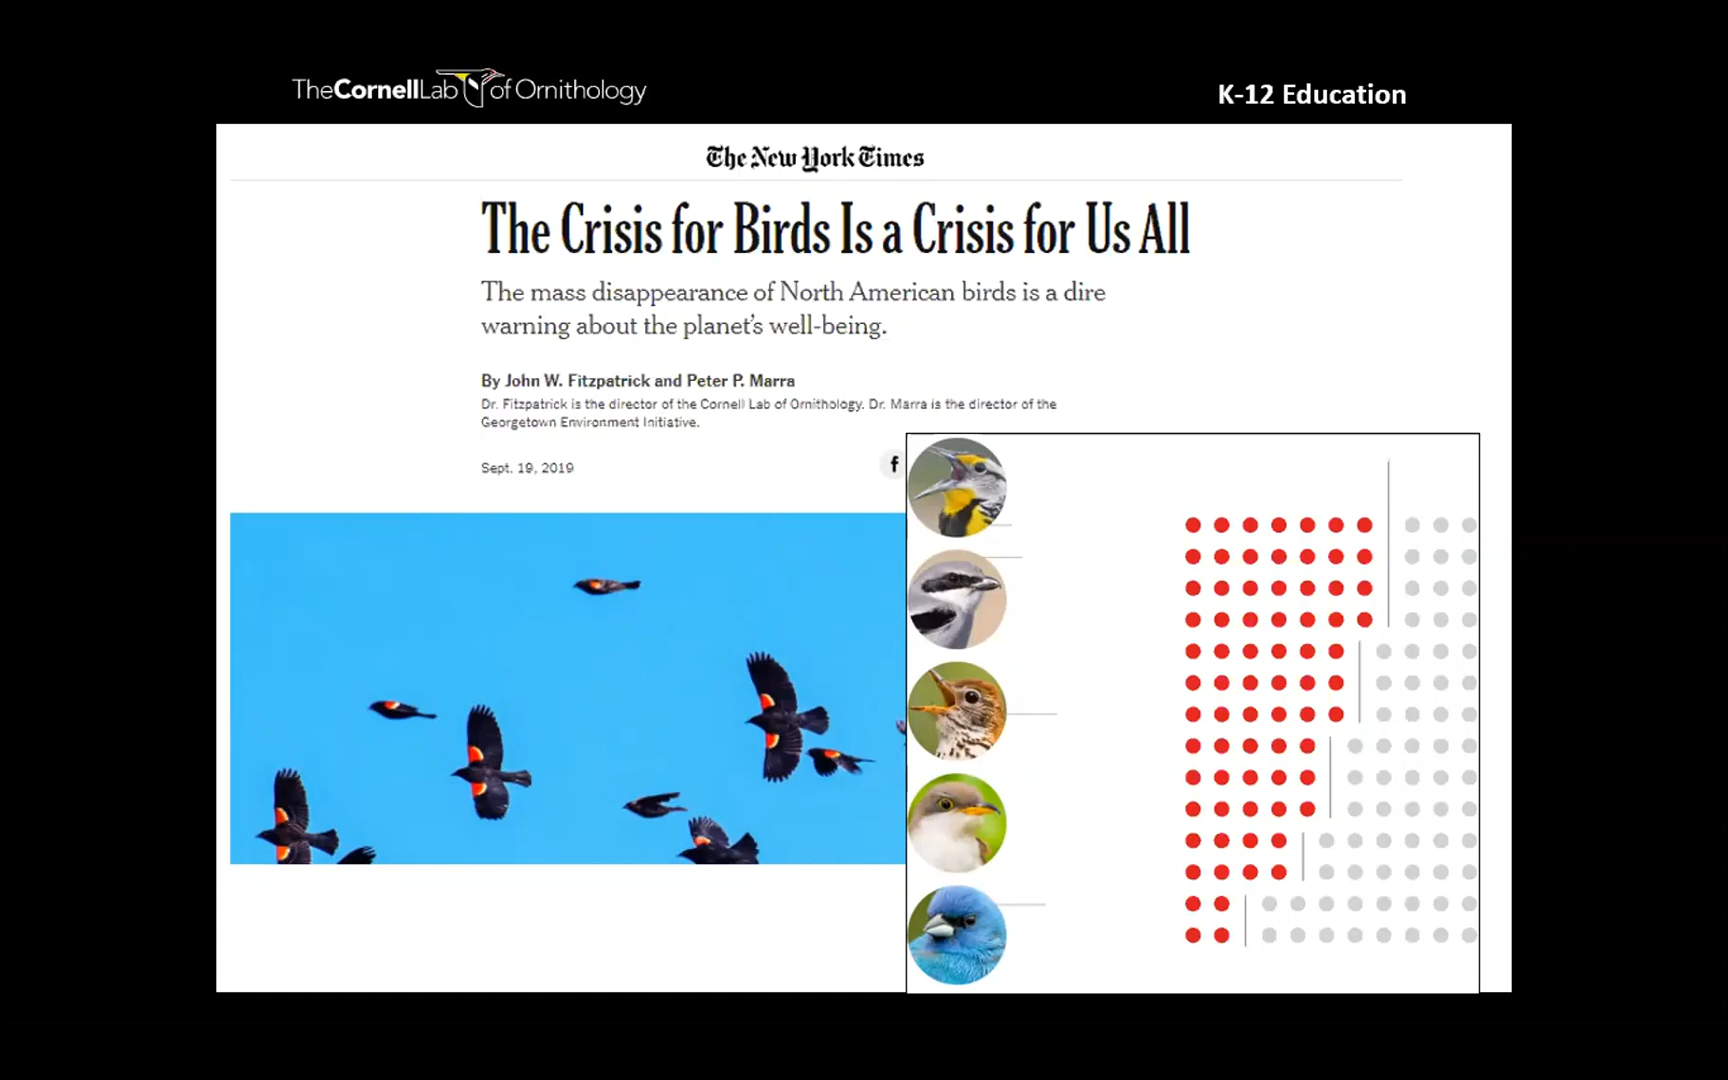 TheCornellLab of Ornithology
K-12 Education
The New York Times
The Crisis for Birds Is a Crisis for Us All
The mass disappearance of North American birds is a dire
warning about the planet’s well-being.
By John W. Fitzpatrick and Peter P. Marra
Dr. Fitzpatrick is the director of the Cornell Lab of Ornithology. Dr. Marra is the director of the
Georgetown Environment Initiative.
Sept. 19, 2019
f